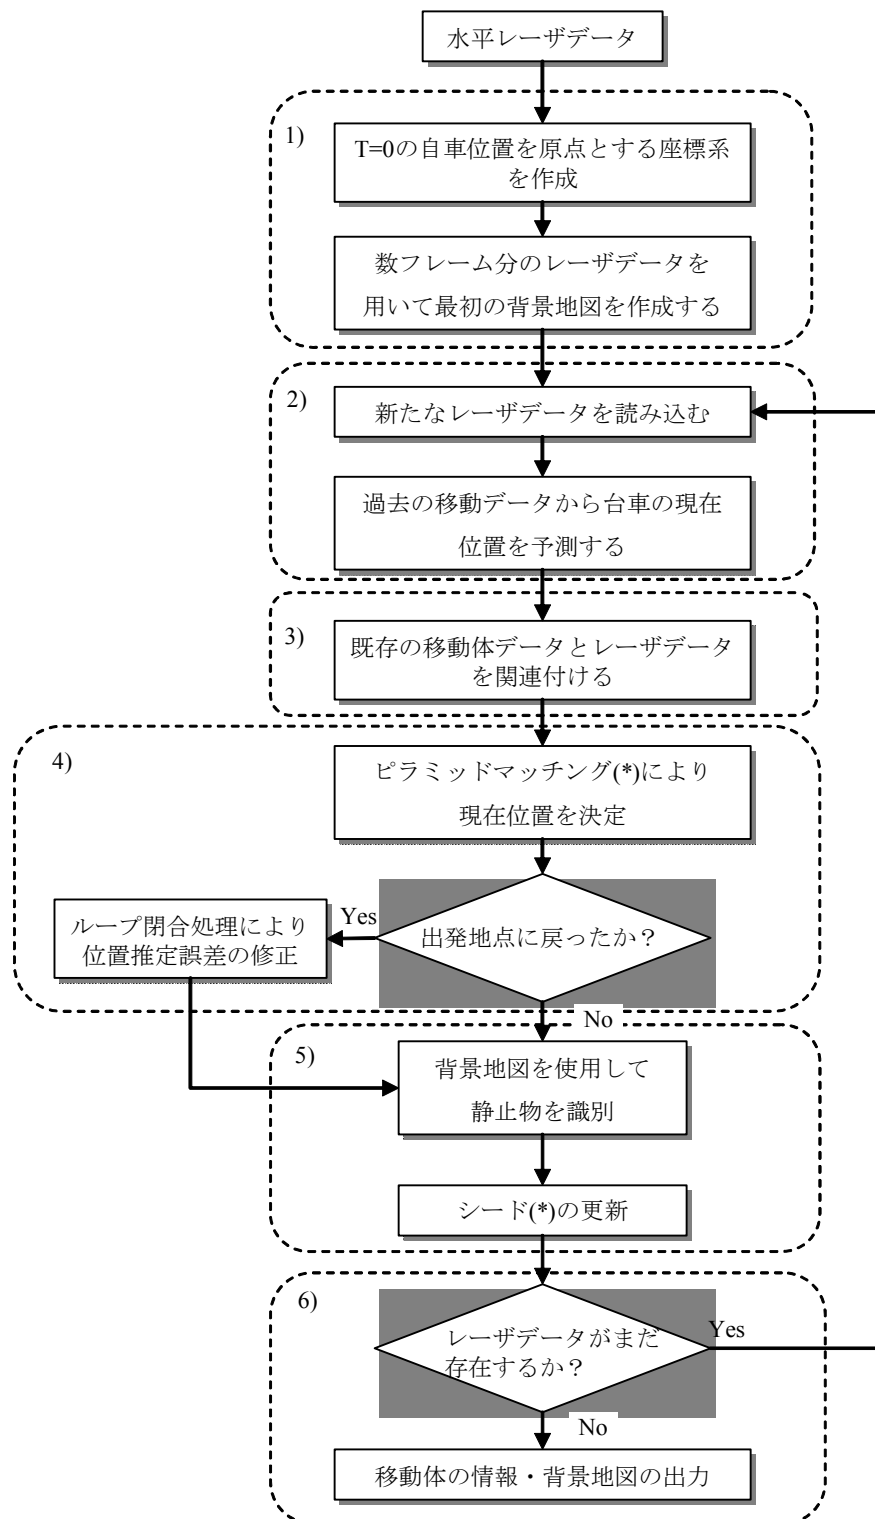 水平レーザデータ
1)
T=0の自車位置を原点とする座標系
を作成
数フレーム分のレーザデータを
用いて最初の背景地図を作成する
2)
新たなレーザデータを読み込む
過去の移動データから台車の現在
位置を予測する
3)
既存の移動体データとレーザデータ
を関連付ける
4)
ピラミッドマッチング(*)により
現在位置を決定
出発地点に戻ったか？
Yes
ループ閉合処理により
位置推定誤差の修正
No
5)
背景地図を使用して
静止物を識別
シード(*)の更新
6)
レーザデータがまだ
存在するか？
Yes
No
移動体の情報・背景地図の出力